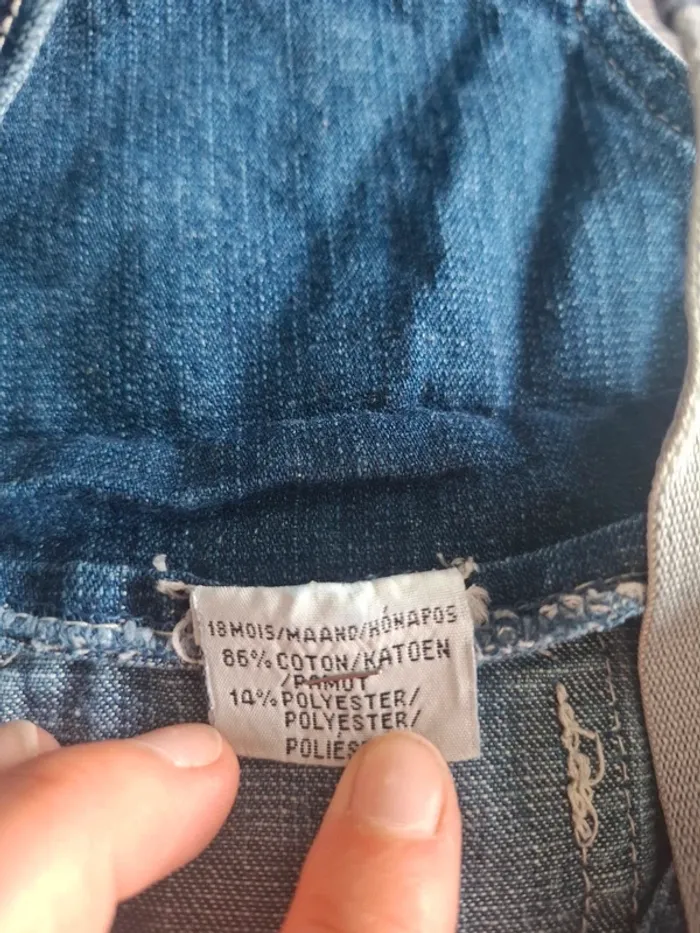 18 MOIS/MAAND/HÓNAPOS
86% COTON/KATOEN
/PAMUT
14% POLYESTER/
POLYESTER/